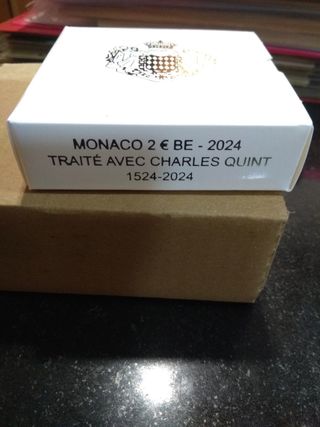 MONACO 2 € BE - 2024
TRAITÉ AVEC CHARLES QUINT
1524-2024